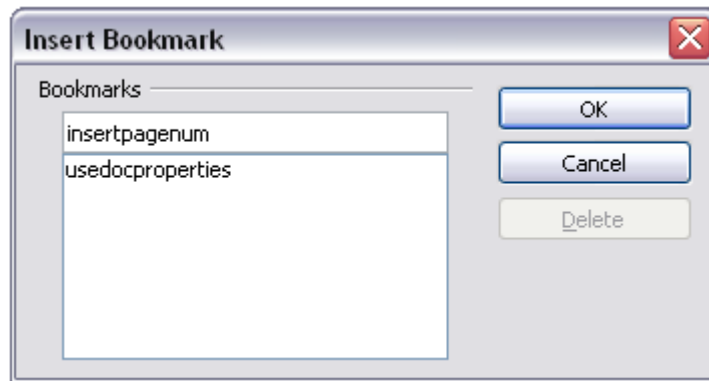 Insert Bookmark
Bookmarks
insertpagenum
usedocproperties
OK
Cancel
Delete